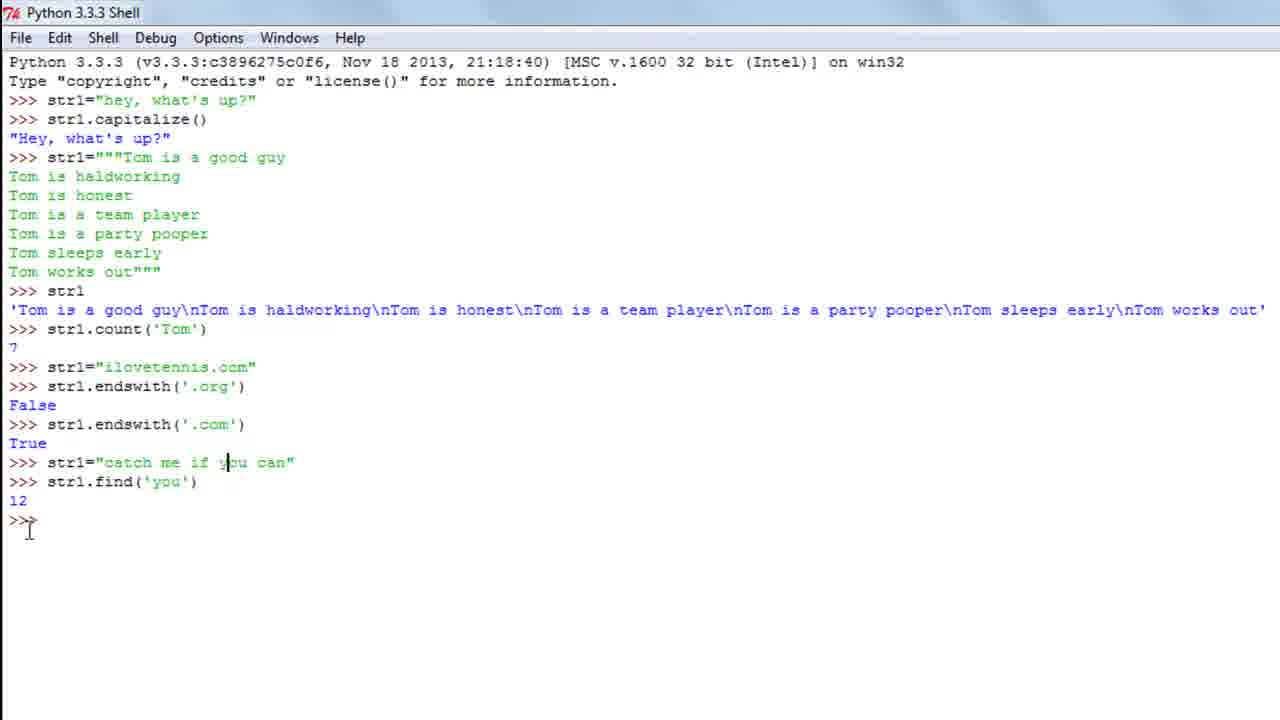 Python 3.3.3 Shell
File Edit Shell Debug Options Windows Help
Python 3.3.3 (v3.3.3:c3896275c0f6, Nov 18 2013, 21:18:40) [MSC v.1600 32 bit (Intel)] on win32
Type "copyright", "credits" or "license()" for more information.
>>> str1="hey, what's up?"
>>> str1.capitalize()
"Hey, what's up?"
>>> str1="""Tom is a good guy
Tom is haldworking
Tom is honest
Tom is a team player
Tom is a party pooper
Tom sleeps early
Tom works out"""
>>> str1
'Tom is a good guy\nTom is haldworking\nTom is honest\nTom is a team player\nTom is a party pooper\nTom sleeps early\nTom works out'
>>> str1.count('Tom')
7
>>> str1="ilovetennis.com"
>>> str1.endswith('.org')
False
>>> str1.endswith('.com')
True
>>> str1="catch me if you can"
>>> str1.find('you')
12
>>>